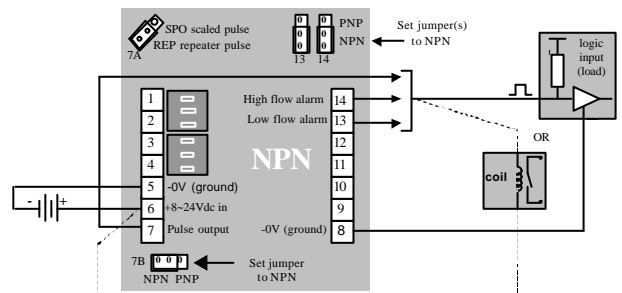 SPO scaled pulse
REP repeater pulse
7A
PNP
NPN
13 14
Set jumper(s)
to NPN
logic
input
(load)
1
2
3
4
5
6
7
High flow alarm
Low flow alarm
14
13
12
11
10
9
8
NPN
-0V (ground)
+8~24Vdc in
Pulse output
-0V (ground)
- +
OR
coil
7B
NPN PNP
Set jumper
to NPN